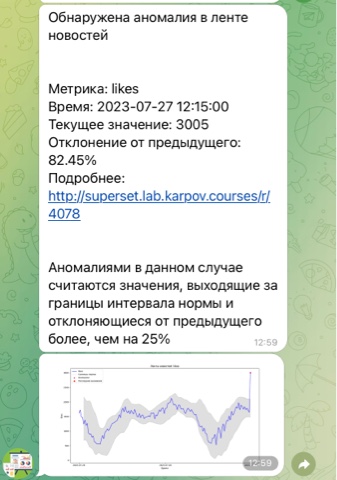 Обнаружена аномалия в ленте
новостей
Метрика: likes
Время: 2023-07-27 12:15:00
Текущее значение: 3005
Отклонение от предыдущего:
82.45%
Подробнее:
http://superset.lab.karpov.courses/r/
4078
Аномалиями в данном случае
считаются значения, выходящие за
границы интервала нормы и
отклоняющиеся от предыдущего
более, чем на 25%
12:59
12:59